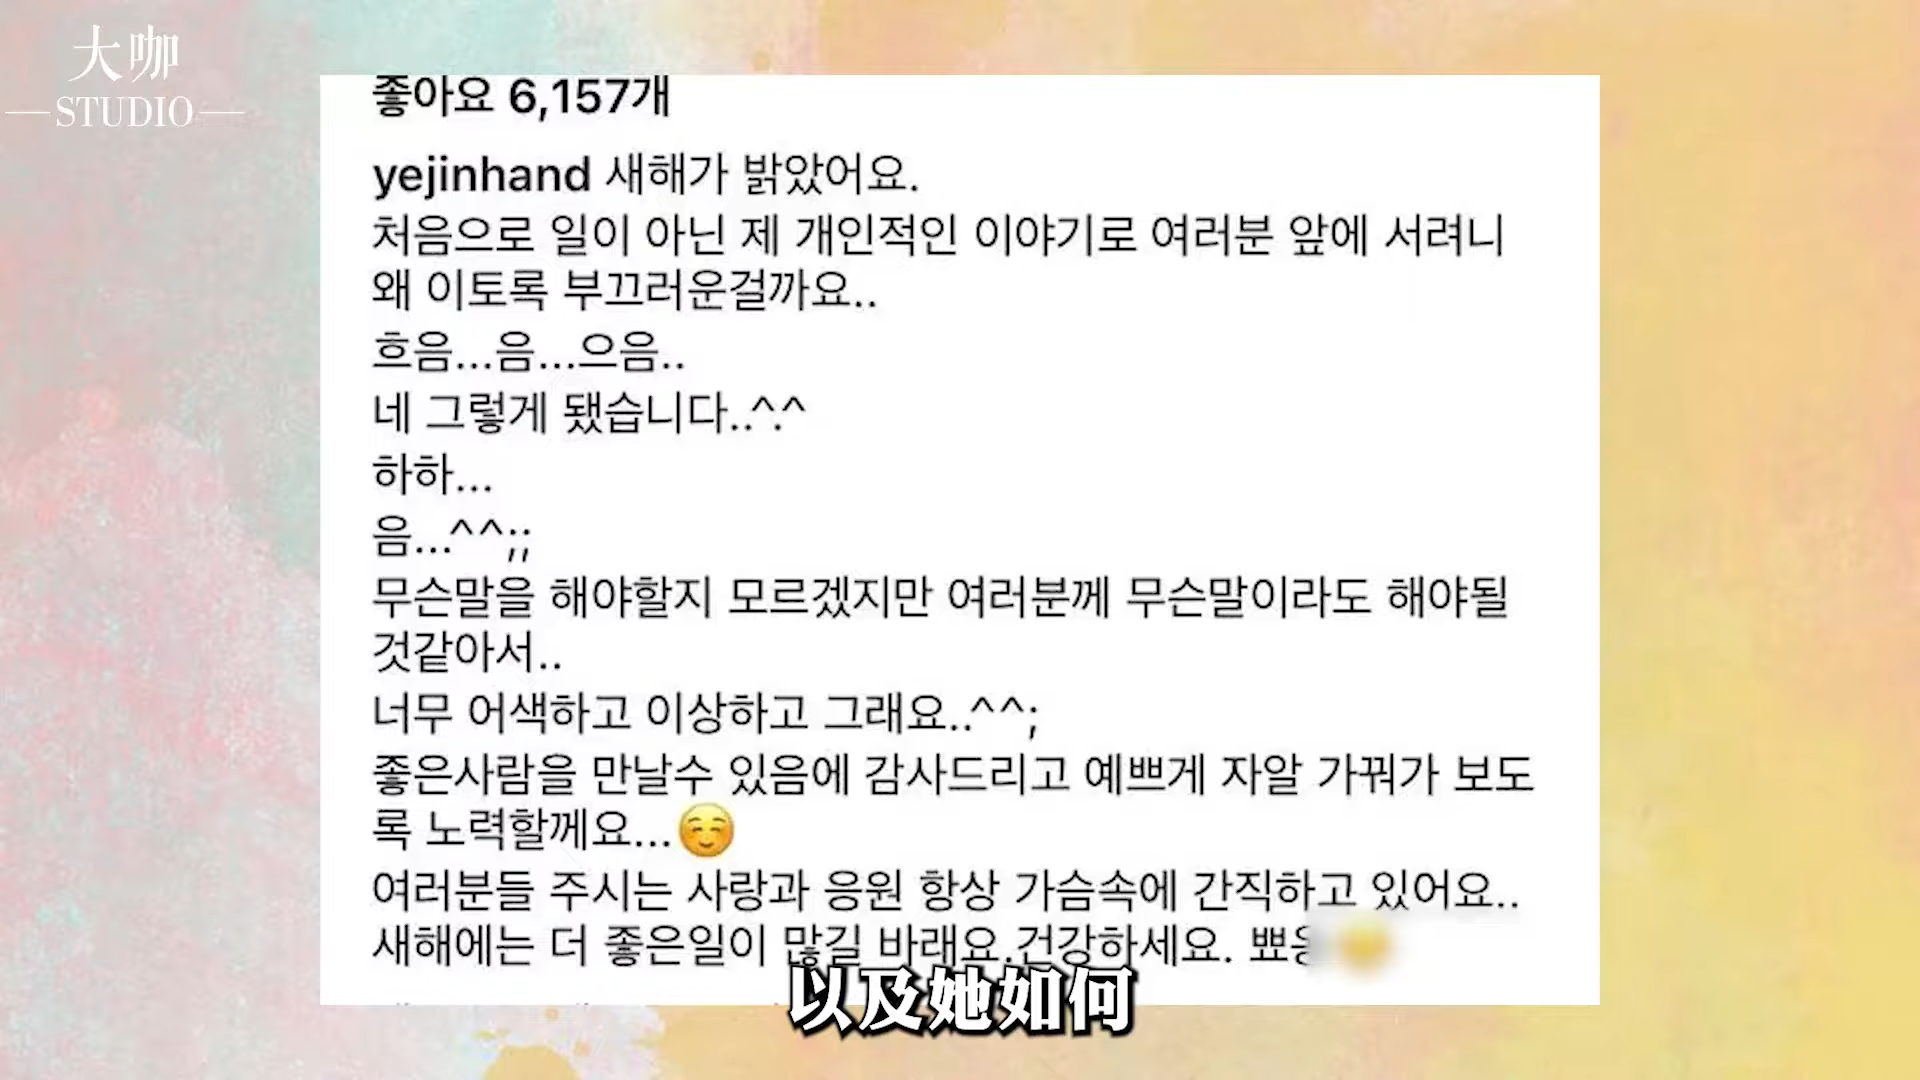 大咖
STUDIO
좋아요 6,157개
yejinhand 새해가 밝았어요.
처음으로 일이 아닌 제 개인적인 이야기로 여러분 앞에 서려니
왜 이토록 부끄러운걸까요..
흐음...음...으음..
네 그렇게 됐습니다..^.^
하하...
음...^^;;
무슨말을 해야할지 모르겠지만 여러분께 무슨말이라도 해야될
것같아서..
너무 어색하고 이상하고 그래요..^^;
좋은사람을 만날수 있음에 감사드리고 예쁘게 자알 가꿔가 보도
록 노력할께요...☺️
여러분들 주시는 사랑과 응원 항상 가슴속에 간직하고 있어요..
새해에는 더 좋은일이 많길 바래요.건강하세요.
以及她如何